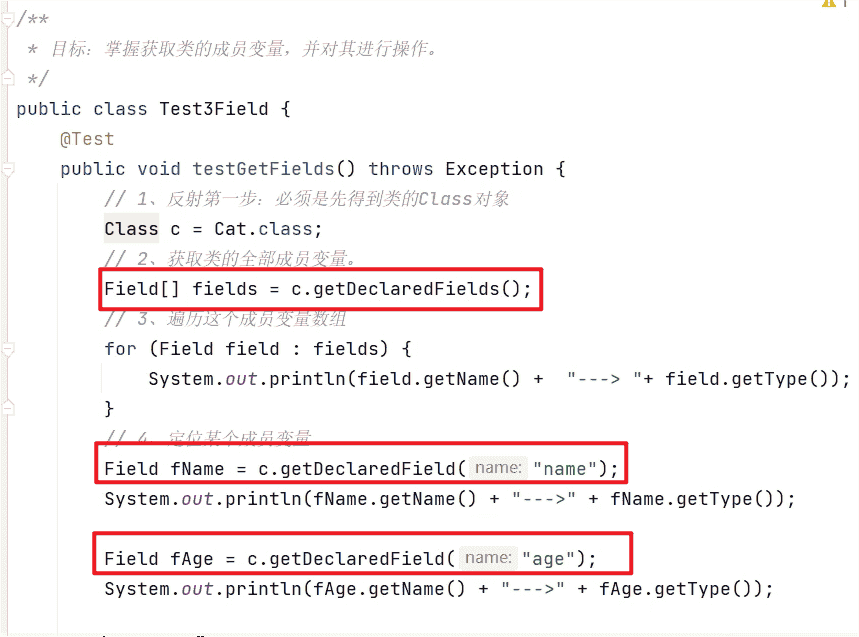 /**
* 目标：掌握获取类的成员变量，并对其进行操作。
*/
public class Test3Field {
@Test
public void testGetFields() throws Exception {
// 1、反射第一步：必须是先得到类的Class对象
Class c = Cat.class;
// 2、获取类的全部成员变量。
Field[] fields = c.getDeclaredFields();
// 3、遍历这个成员变量数组
for (Field field : fields) {
System.out.println(field.getName() + "---> "+ field.getType());
}
// 4、定位某个成员变量
Field fName = c.getDeclaredField( name: "name");
System.out.println(fName.getName() + "--->" + fName.getType());
Field fAge = c.getDeclaredField( name: "age");
System.out.println(fAge.getName() + "--->" + fAge.getType());